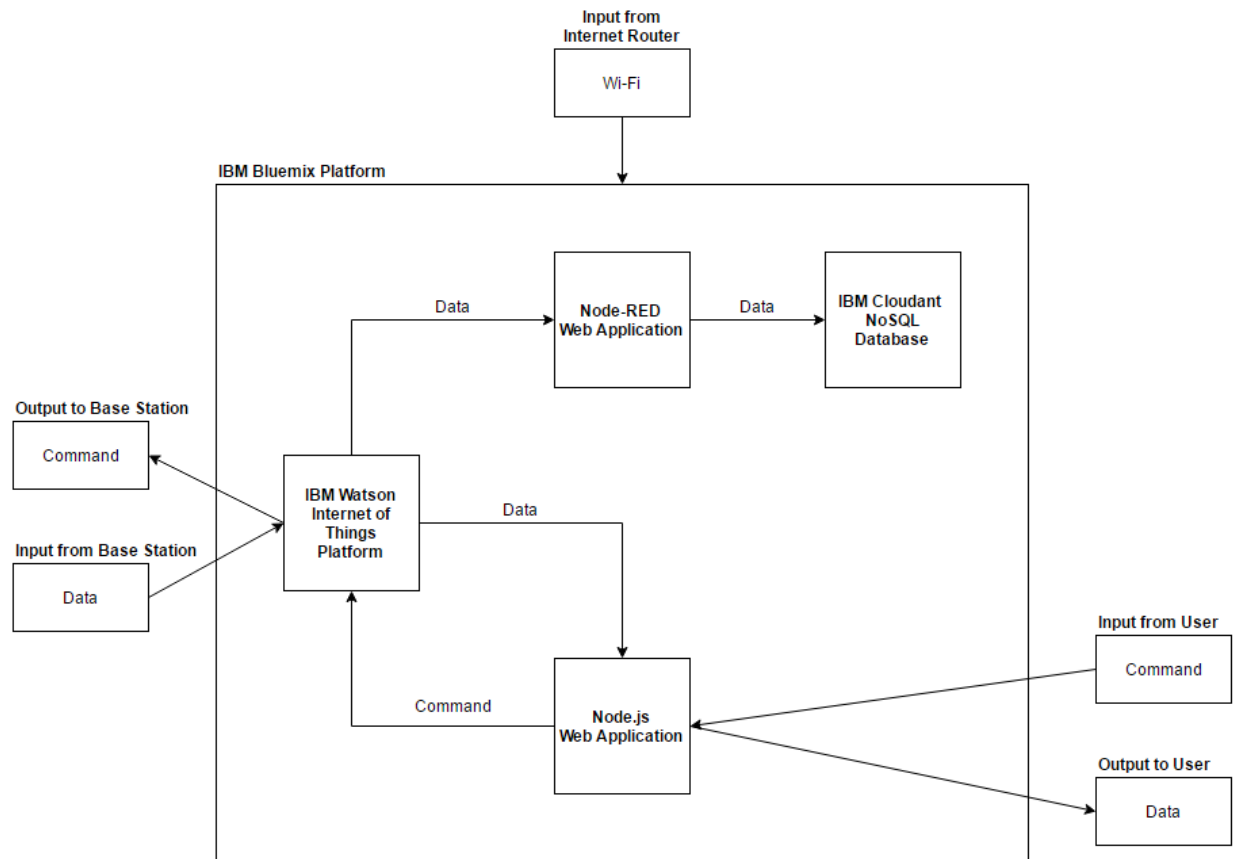 Input from
Internet Router
Wi-Fi
IBM Bluemix Platform
Data
Node-RED
Web Application
Data
IBM Cloudant
NoSQL
Database
Output to Base Station
Command
IBM Watson
Internet of
Things
Platform
Data
Input from Base Station
Data
Input from User
Command
Command
Node.js
Web Application
Output to User
Data